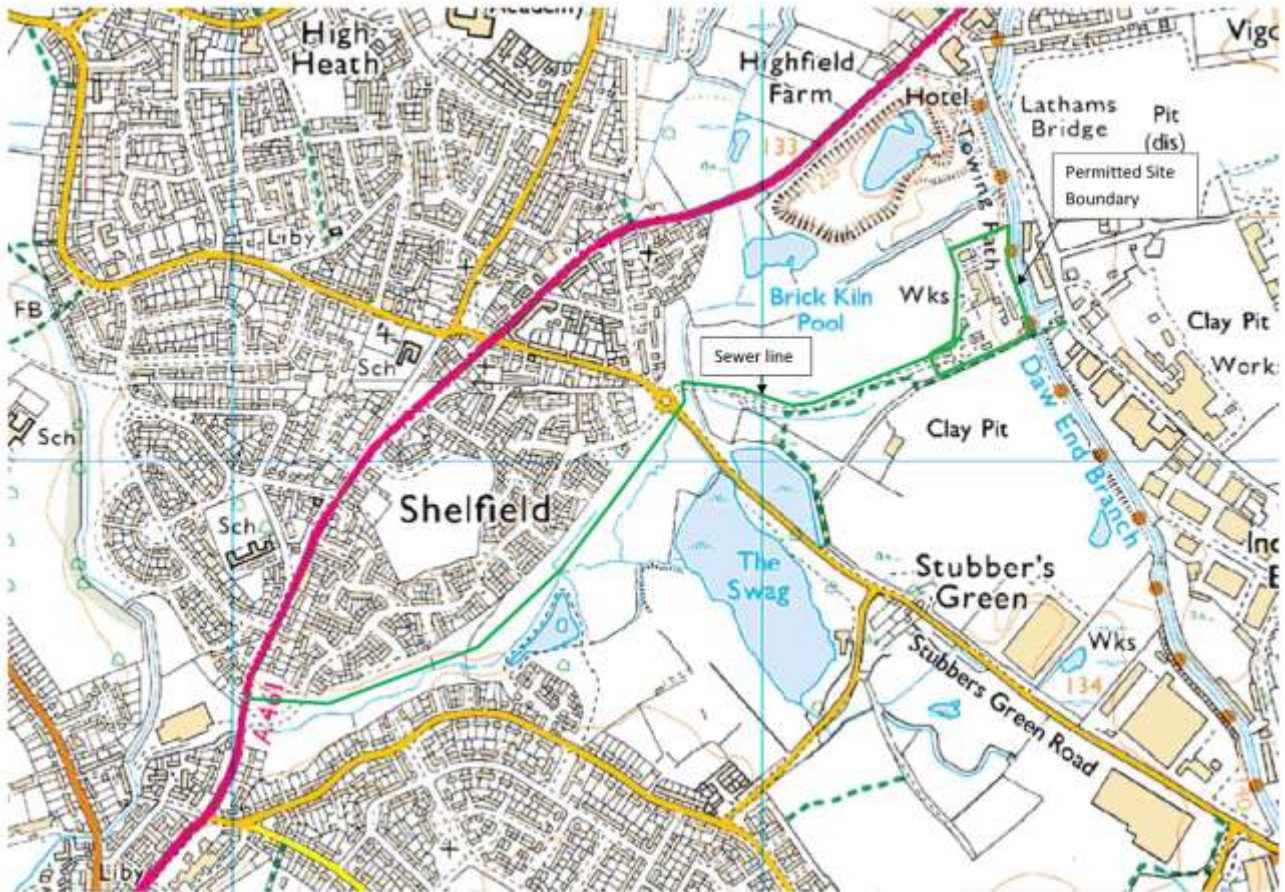 Academy
High
Heath
Highfield
Farm
Hotel
Lathams
Bridge
Pit
(dis)
133
125
Towing
Path
Permitted Site
Boundary
Liby
FB
Brick Kiln
Pool
Wks
Clay Pit
Sch
Sewer line
Sch
Daw End Branch
Clay Pit
Shelfield
Sch
The
Swag
Stubber's
Green
Wks
134
Stubbers Green Road
A461
Liby